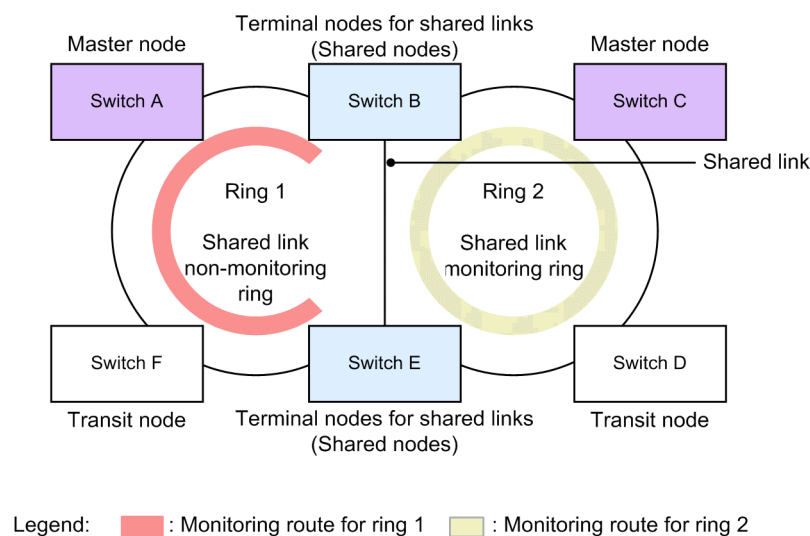 Terminal nodes for shared links
(Shared nodes)
Master node
Master node
Switch A
Switch B
Switch C
Shared link
Ring 1
Shared link
non-monitoring
ring
Ring 2
Shared link
monitoring ring
Switch F
Switch E
Switch D
Transit node
Terminal nodes for shared links
(Shared nodes)
Transit node
Legend: : Monitoring route for ring 1 : Monitoring route for ring 2